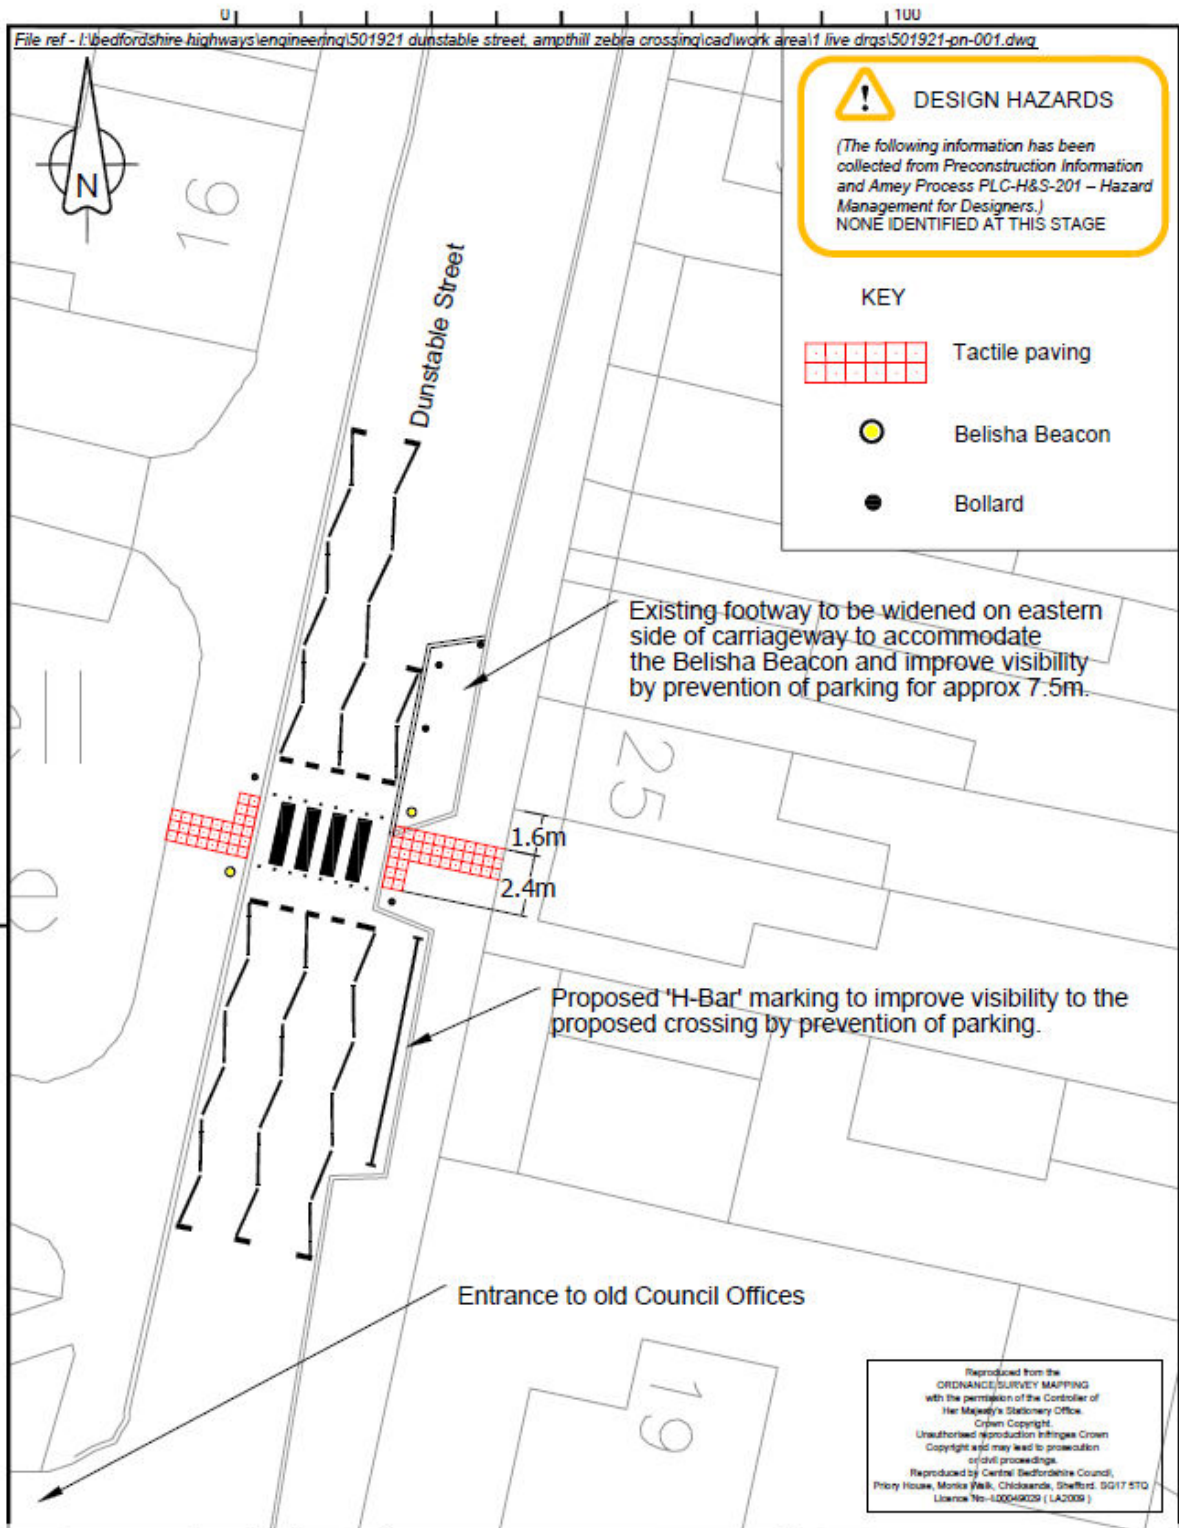 0
100
File ref - I:\bedfordshire highways\engineering\501921 dunstable street, ampthill zebra crossing\cad\work area\1 live drgs\501921-pn-001.dwg
DESIGN HAZARDS
(The following information has been
collected from Preconstruction Information
and Amey Process PLC-H&S-201 – Hazard
Management for Designers.)
NONE IDENTIFIED AT THIS STAGE
N
16
Dunstable Street
KEY
Tactile paving
Belisha Beacon
Bollard
Existing footway to be widened on eastern
side of carriageway to accommodate
the Belisha Beacon and improve visibility
by prevention of parking for approx 7.5m.
25
1.6m
2.4m
Proposed 'H-Bar' marking to improve visibility to the
proposed crossing by prevention of parking.
Entrance to old Council Offices
19
Reproduced from the
ORDNANCE SURVEY MAPPING
with the permission of the Controller of
Her Majesty's Stationery Office.
Crown Copyright.
Unauthorised reproduction infringes Crown
Copyright and may lead to prosecution
or civil proceedings.
Reproduced by Central Bedfordshire Council,
Priory House, Monks Walk, Chicksands, Shefford. SG17 5TQ
Licence No:-100049029 ( LA2009 )